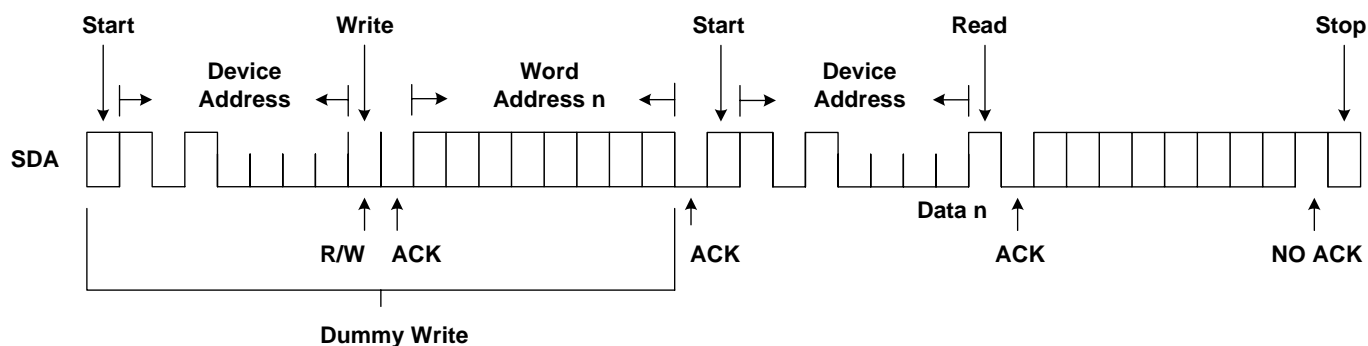 Start Write Start Read Stop
Device Address
Word Address n
Device Address
SDA
Data n
R/W ACK ACK ACK NO ACK
Dummy Write